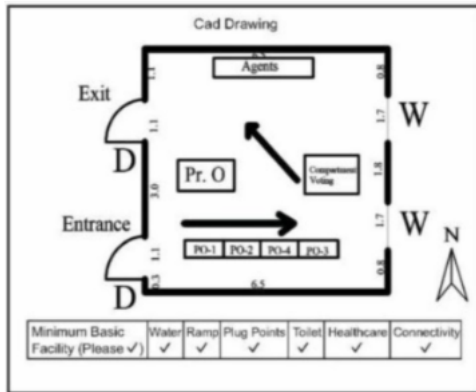 Cad Drawing
6.5
Agents
1.1
0.8
Exit
1.1
1.7
W
D
Pr. O
Compartment
Voting
3.0
1.8
Entrance
1.7
W
N
1.1
PO-1 PO-2 PO-4 PO-3
0.3
6.5
0.8
D
Minimum Basic Water Ramp Plug Points Toilet Healthcare Connectivity
Facility (Please ✓) ✓ ✓ ✓ ✓ ✓ ✓